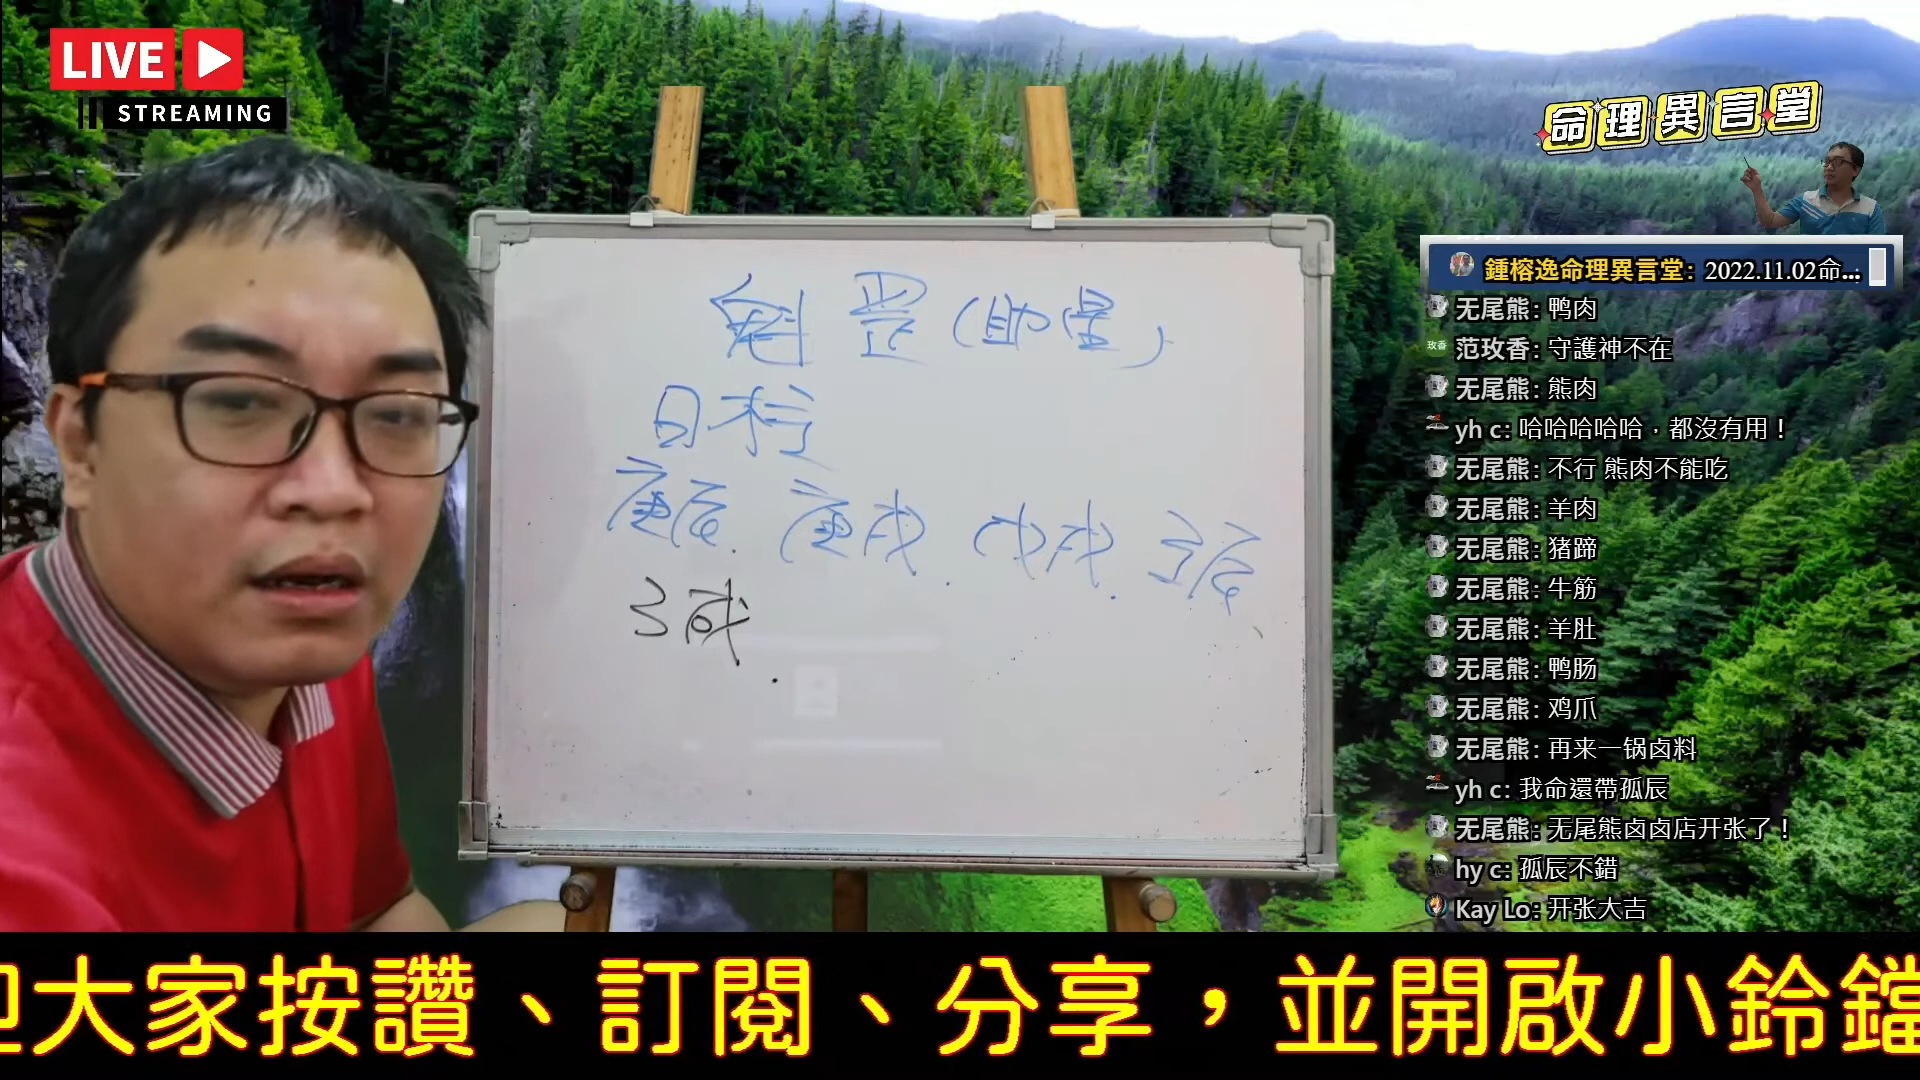 LIVE
STREAMING
命理異言堂
魁罡(助星)
日柱
庚辰.庚戌.戊戌.壬辰、
鍾榕逸命理異言堂: 2022.11.02命...
无尾熊: 鸭肉
范玫香: 守護神不在
无尾熊: 熊肉
yh c: 哈哈哈哈哈，都沒有用！
无尾熊: 不行 熊肉不能吃
无尾熊: 羊肉
无尾熊: 猪蹄
无尾熊: 牛筋
无尾熊: 羊肚
无尾熊: 鸭肠
无尾熊: 鸡爪
无尾熊: 再来一锅卤料
yh c: 我命還帶孤辰
无尾熊: 无尾熊卤卤店开张了！
hy c: 孤辰不錯
Kay Lo: 开张大吉
大家按讚、訂閱、分享，並開啟小鈴鐺